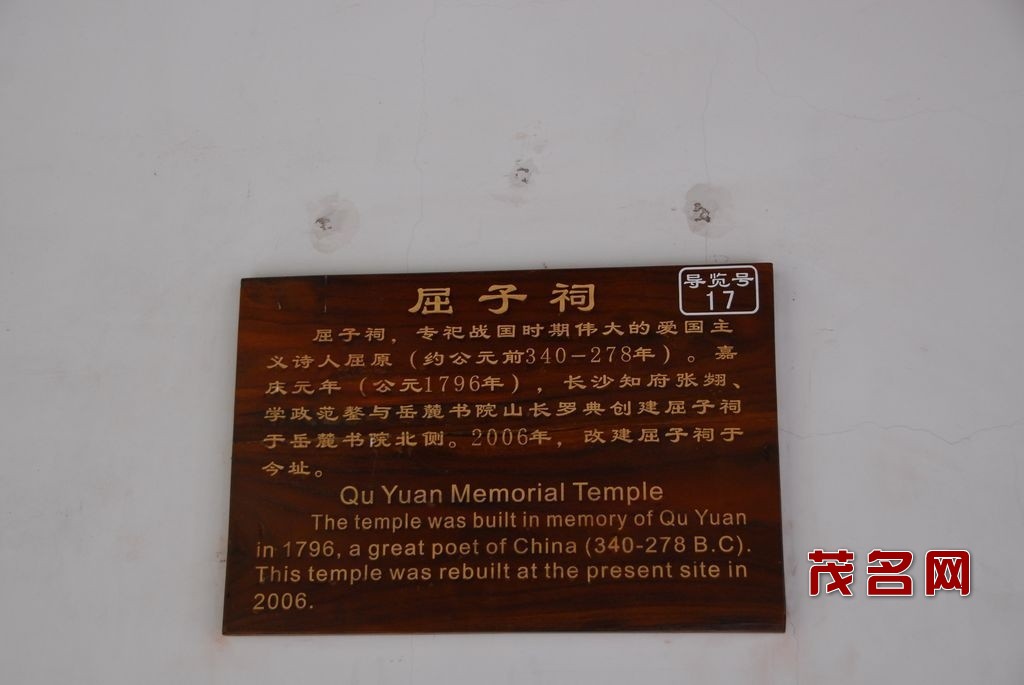 导览号
17
屈子祠
屈子祠，专祀战国时期伟大的爱国主
义诗人屈原（约公元前340-278年）。嘉
庆元年（公元1796年），长沙知府张翙、
学政范鏊与岳麓书院山长罗典创建屈子祠
于岳麓书院北侧。2006年，改建屈子祠于
今址。
Qu Yuan Memorial Temple
The temple was built in memory of Qu Yuan
in 1796, a great poet of China (340-278 B.C).
This temple was rebuilt at the present site in
2006.
茂名网